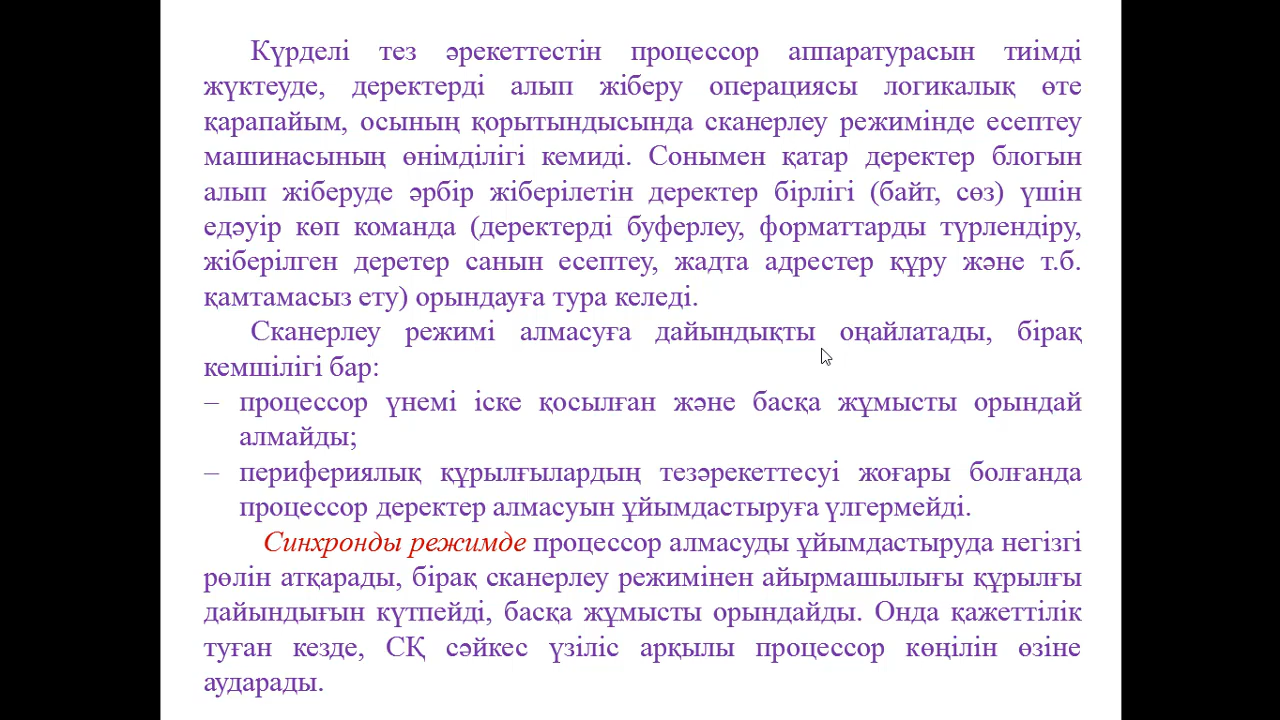 Күрделі тез әрекеттестін процессор аппаратурасын тиімді
жүктеуде, деректерді алып жіберу операциясы логикалық өте
қарапайым, осының қорытындысында сканерлеу режимінде есептеу
машинасының өнімділігі кемиді. Сонымен қатар деректер блогын
алып жіберуде әрбір жіберілетін деректер бірлігі (байт, сөз) үшін
едәуір көп команда (деректерді буферлеу, форматтарды түрлендіру,
жіберілген деретер санын есептеу, жадта адрестер құру және т.б.
қамтамасыз ету) орындауға тура келеді.
Сканерлеу режимі алмасуға дайындықты оңайлатады, бірақ
кемшілігі бар:
– процессор үнемі іске қосылған және басқа жұмысты орындай
алмайды;
– перифериялық құрылғылардың тезәрекеттесуі жоғары болғанда
процессор деректер алмасуын ұйымдастыруға үлгермейді.
Синхронды режимде процессор алмасуды ұйымдастыруда негізгі
рөлін атқарады, бірақ сканерлеу режимінен айырмашылығы құрылғы
дайындығын күтпейді, басқа жұмысты орындайды. Онда қажеттілік
туған кезде, СҚ сәйкес үзіліс арқылы процессор көңілін өзіне
аударады.